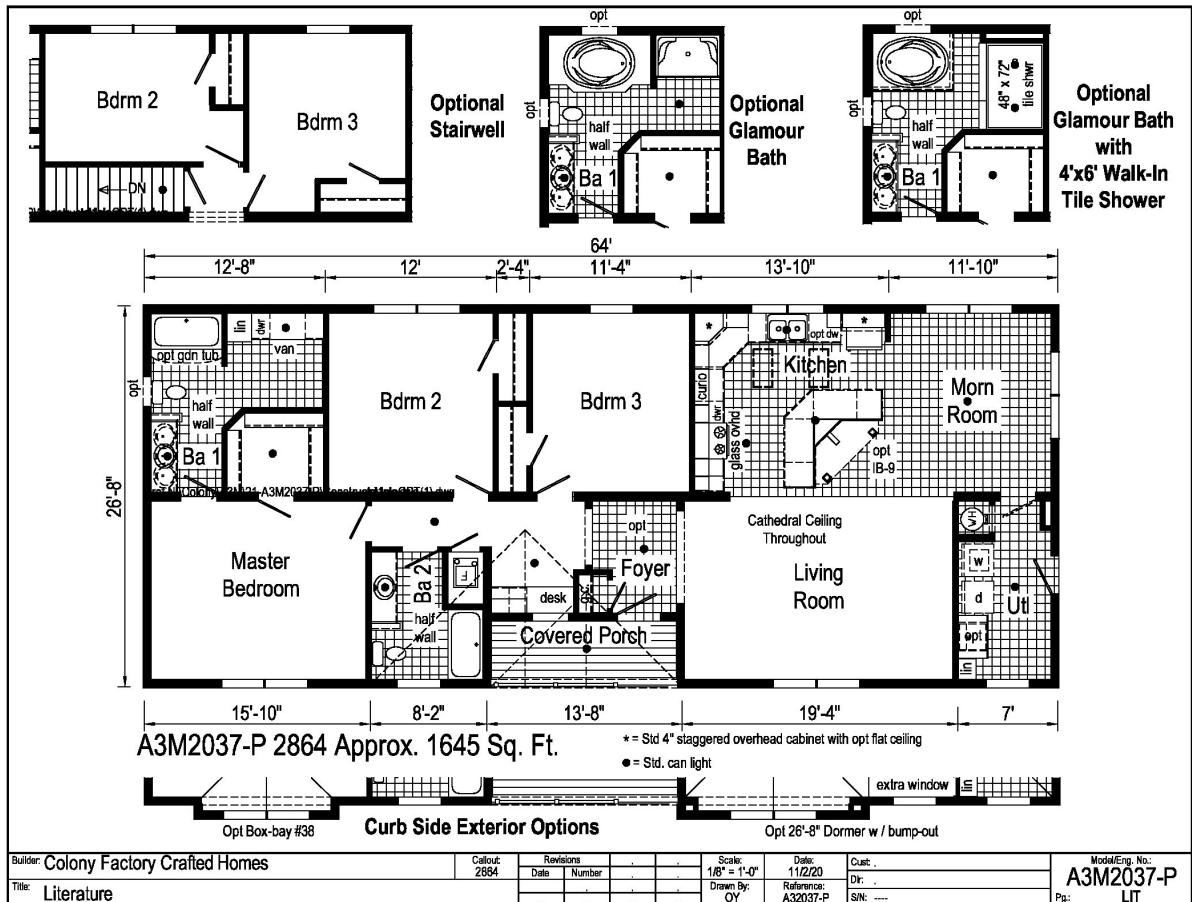 opt
opt
Bdrm 2
Bdrm 3
DN
Optional
Stairwell
opt
half
wall
Ba 1
Optional
Glamour
Bath
opt
48" x 72"
tile shwr
half
wall
Ba 1
Optional
Glamour Bath
with
4'x6' Walk-In
Tile Shower
64'
12'-8"
12'
2'-4"
11'-4"
13'-10"
11'-10"
26'-8"
opt gdn tub
lin
dwr
van
opt
half
wall
Ba 1
Bdrm 2
Bdrm 3
*
opt dw
*
Kitchen
curio
dwr
glass ovhd
opt
IB-9
Morn
Room
Master
Bedroom
Ba 2
half
wall
F
desk
opt
Foyer
Covered Porch
Cathedral Ceiling
Throughout
Living
Room
WH
w
d
opt
Utl
lin
15'-10"
8'-2"
13'-8"
19'-4"
7'
A3M2037-P 2864 Approx. 1645 Sq. Ft.
* = Std 4" staggered overhead cabinet with opt flat ceiling
● = Std. can light
extra window
lin
Opt Box-bay #38
Curb Side Exterior Options
Opt 26'-8" Dormer w / bump-out
Builder: Colony Factory Crafted Homes
Title: Literature
Callout:
2864
Revisions
Date Number
Scale:
1/8" = 1'-0"
Drawn By:
OY
Date:
11/2/20
Reference:
A32037-P
Cust: .
Dir: .
S/N: ----
Model/Eng. No.:
A3M2037-P
Pg.: LIT